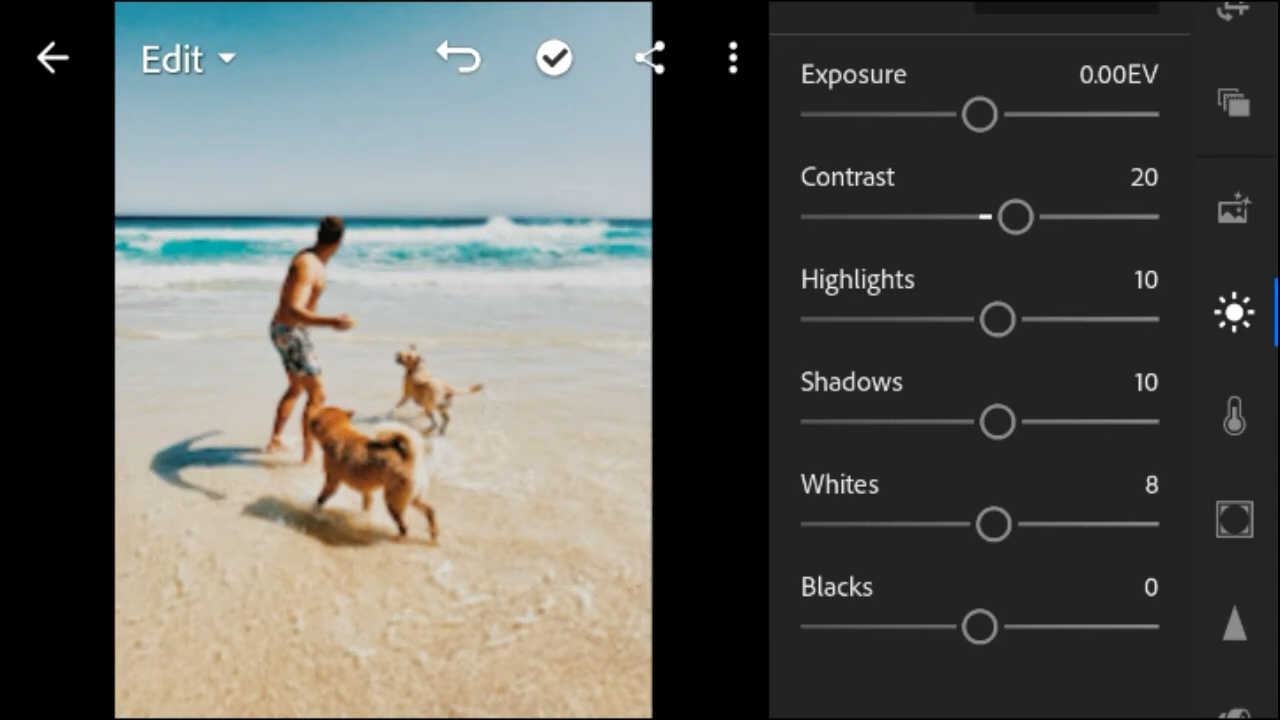 Edit
Exposure 0.00EV
Contrast 20
Highlights 10
Shadows 10
Whites 8
Blacks 0